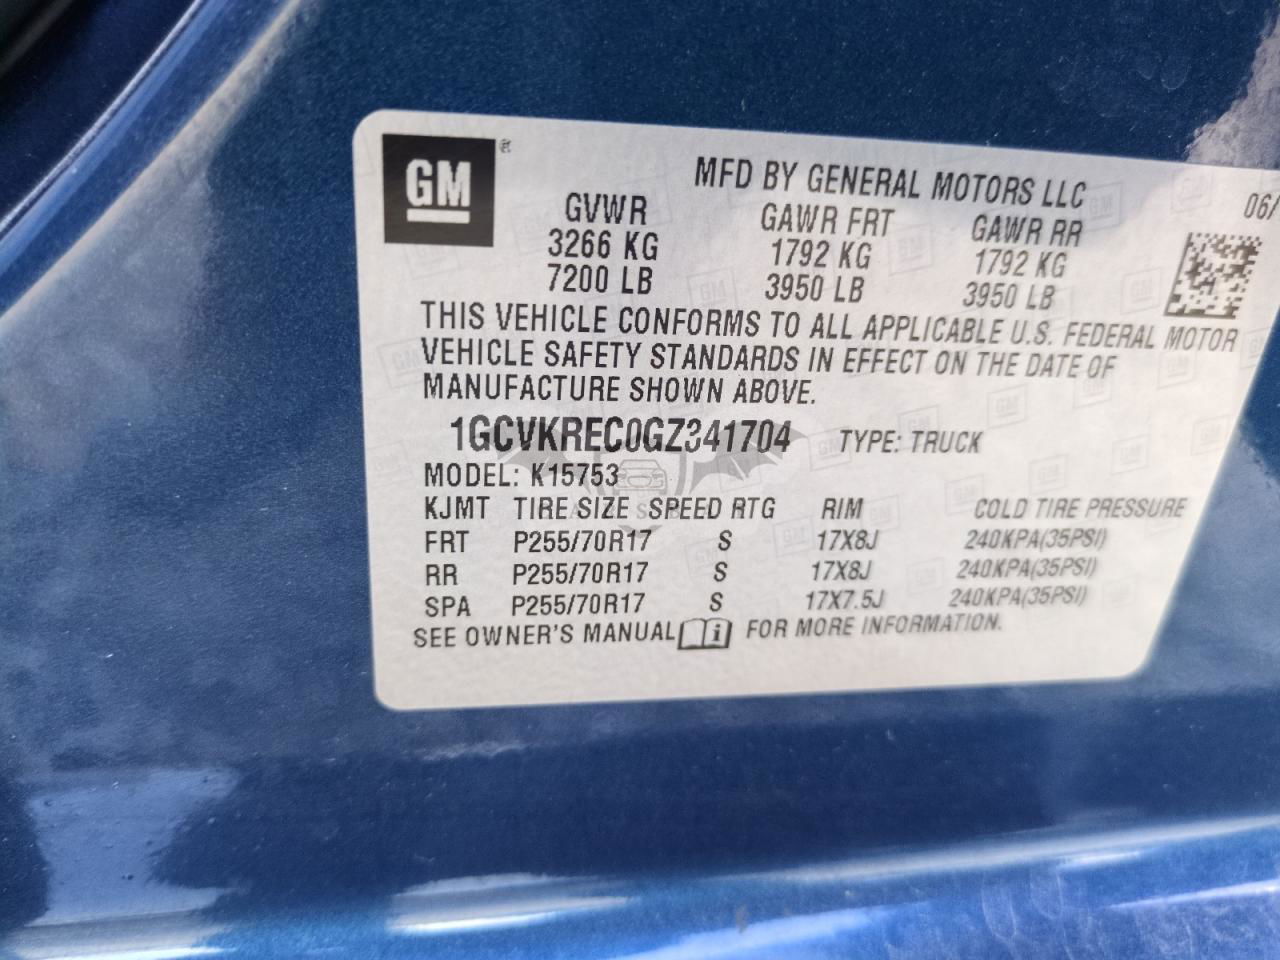 GM
MFD BY GENERAL MOTORS LLC
06/
GVWR GAWR FRT GAWR RR
3266 KG 1792 KG 1792 KG
7200 LB 3950 LB 3950 LB
THIS VEHICLE CONFORMS TO ALL APPLICABLE U.S. FEDERAL MOTOR
VEHICLE SAFETY STANDARDS IN EFFECT ON THE DATE OF
MANUFACTURE SHOWN ABOVE.
1GCVKREC0GZ341704 TYPE: TRUCK
MODEL: K15753
KJMT TIRE SIZE SPEED RTG RIM COLD TIRE PRESSURE
FRT P255/70R17 S 17X8J 240KPA(35PSI)
RR P255/70R17 S 17X8J 240KPA(35PSI)
SPA P255/70R17 S 17X7.5J 240KPA(35PSI)
SEE OWNER'S MANUAL i FOR MORE INFORMATION.